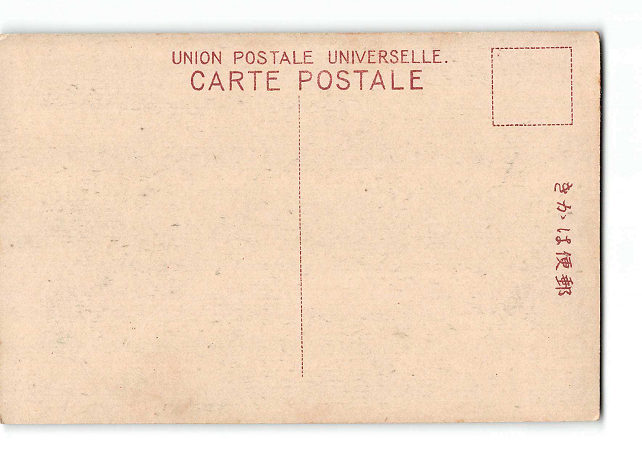 UNION POSTALE UNIVERSELLE.
CARTE POSTALE
きかは便郵